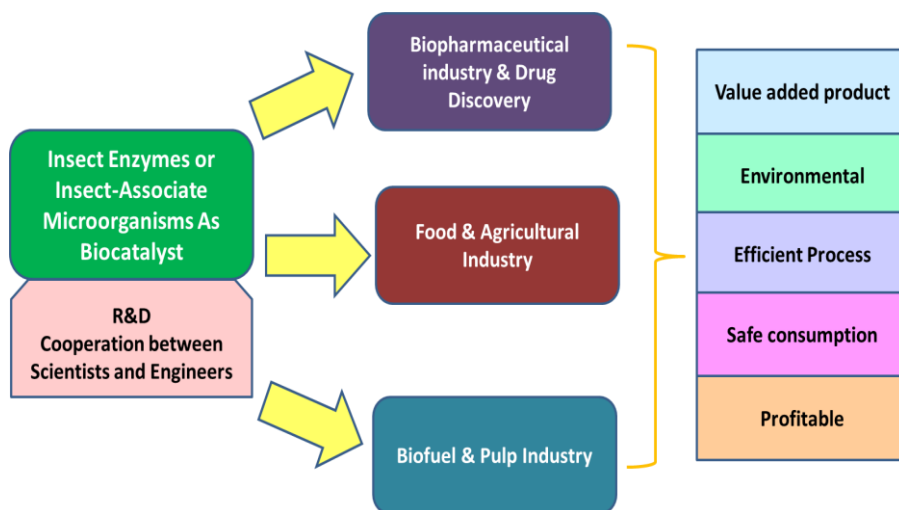 Insect Enzymes or
Insect-Associate
Microorganisms As
Biocatalyst
R&D
Cooperation between
Scientists and Engineers
Biopharmaceutical
industry & Drug
Discovery
Food & Agricultural
Industry
Biofuel & Pulp Industry
Value added product
Environmental
Efficient Process
Safe consumption
Profitable